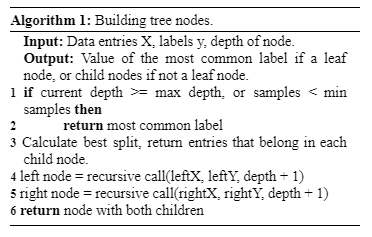 Algorithm 1: Building tree nodes.
Input: Data entries X, labels y, depth of node.
Output: Value of the most common label if a leaf
node, or child nodes if not a leaf node.
1 if current depth >= max depth, or samples < min
samples then
2 return most common label
3 Calculate best split, return entries that belong in each
child node.
4 left node = recursive call(leftX, leftY, depth + 1)
5 right node = recursive call(rightX, rightY, depth + 1)
6 return node with both children